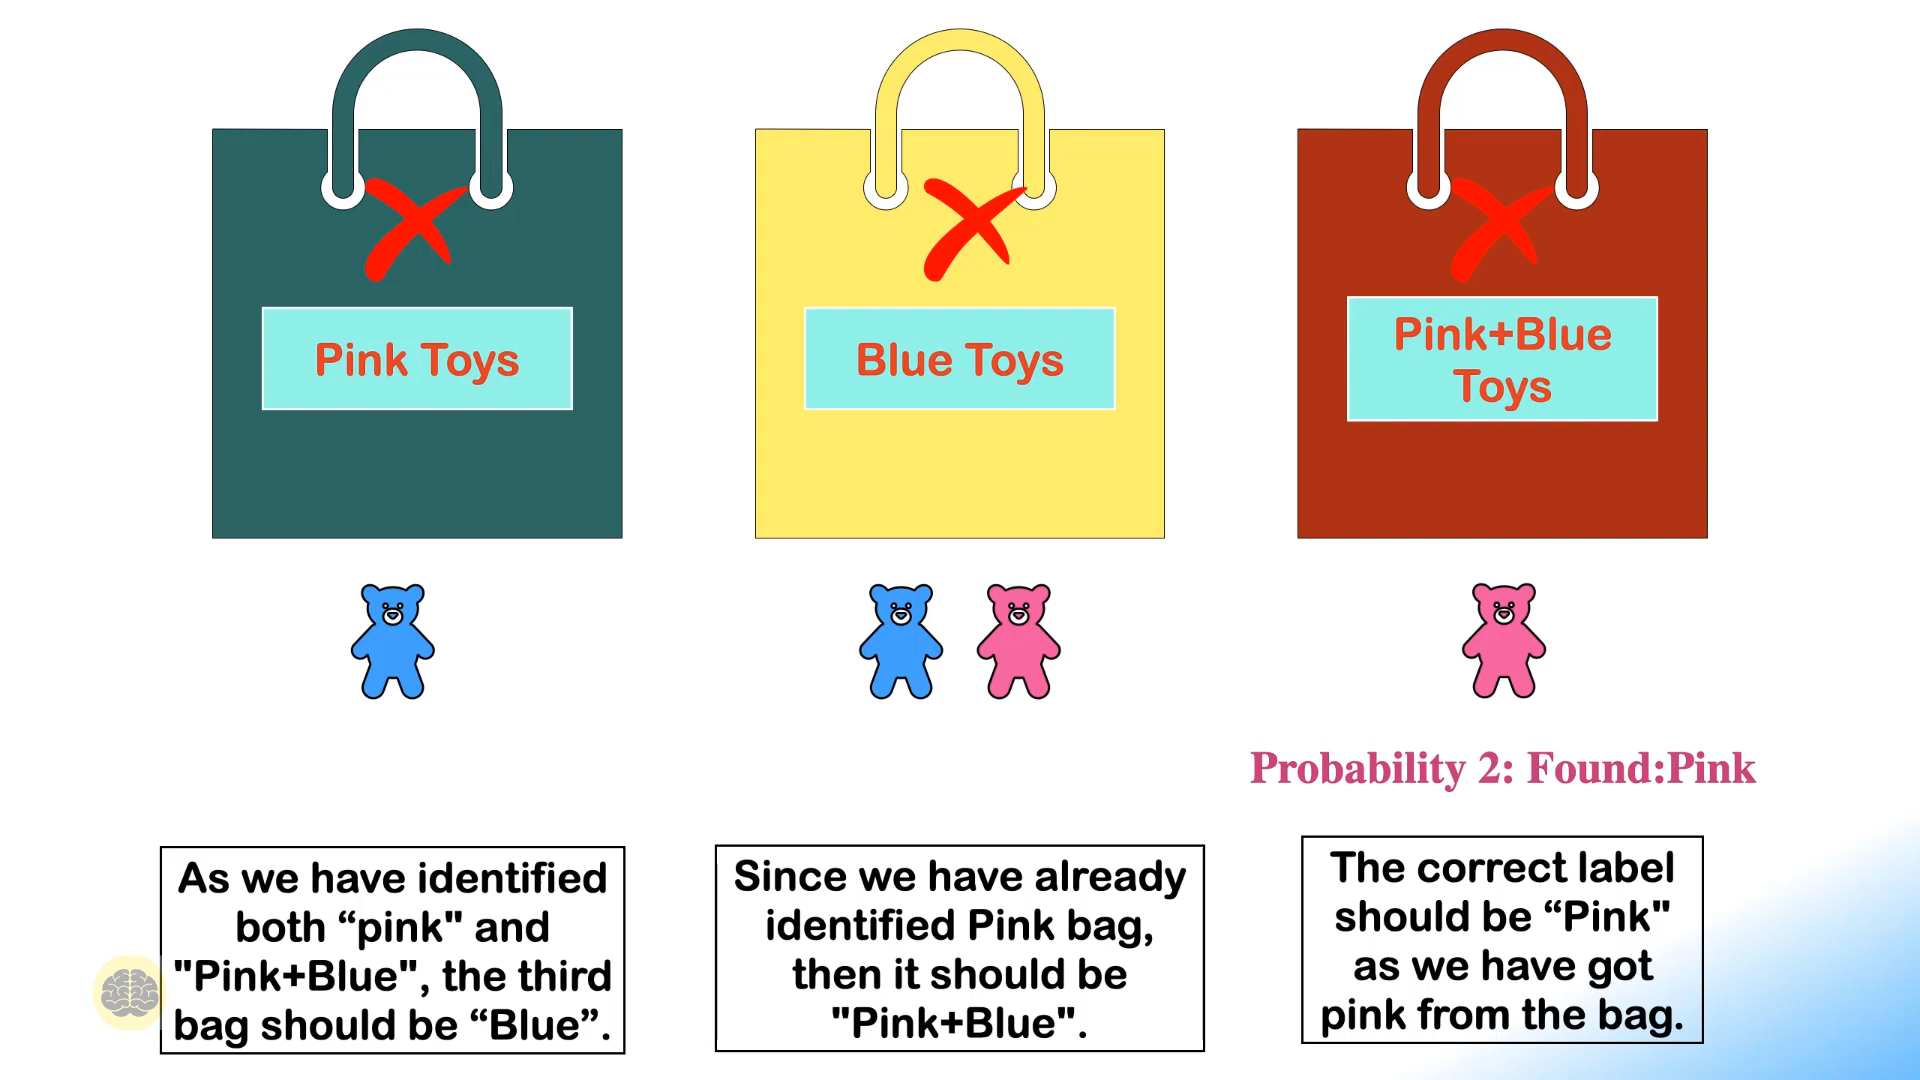 Pink Toys
Blue Toys
Pink+Blue
Toys
Probability 2: Found:Pink
As we have identified
both “pink" and
"Pink+Blue", the third
bag should be “Blue”.
Since we have already
identified Pink bag,
then it should be
"Pink+Blue".
The correct label
should be “Pink"
as we have got
pink from the bag.